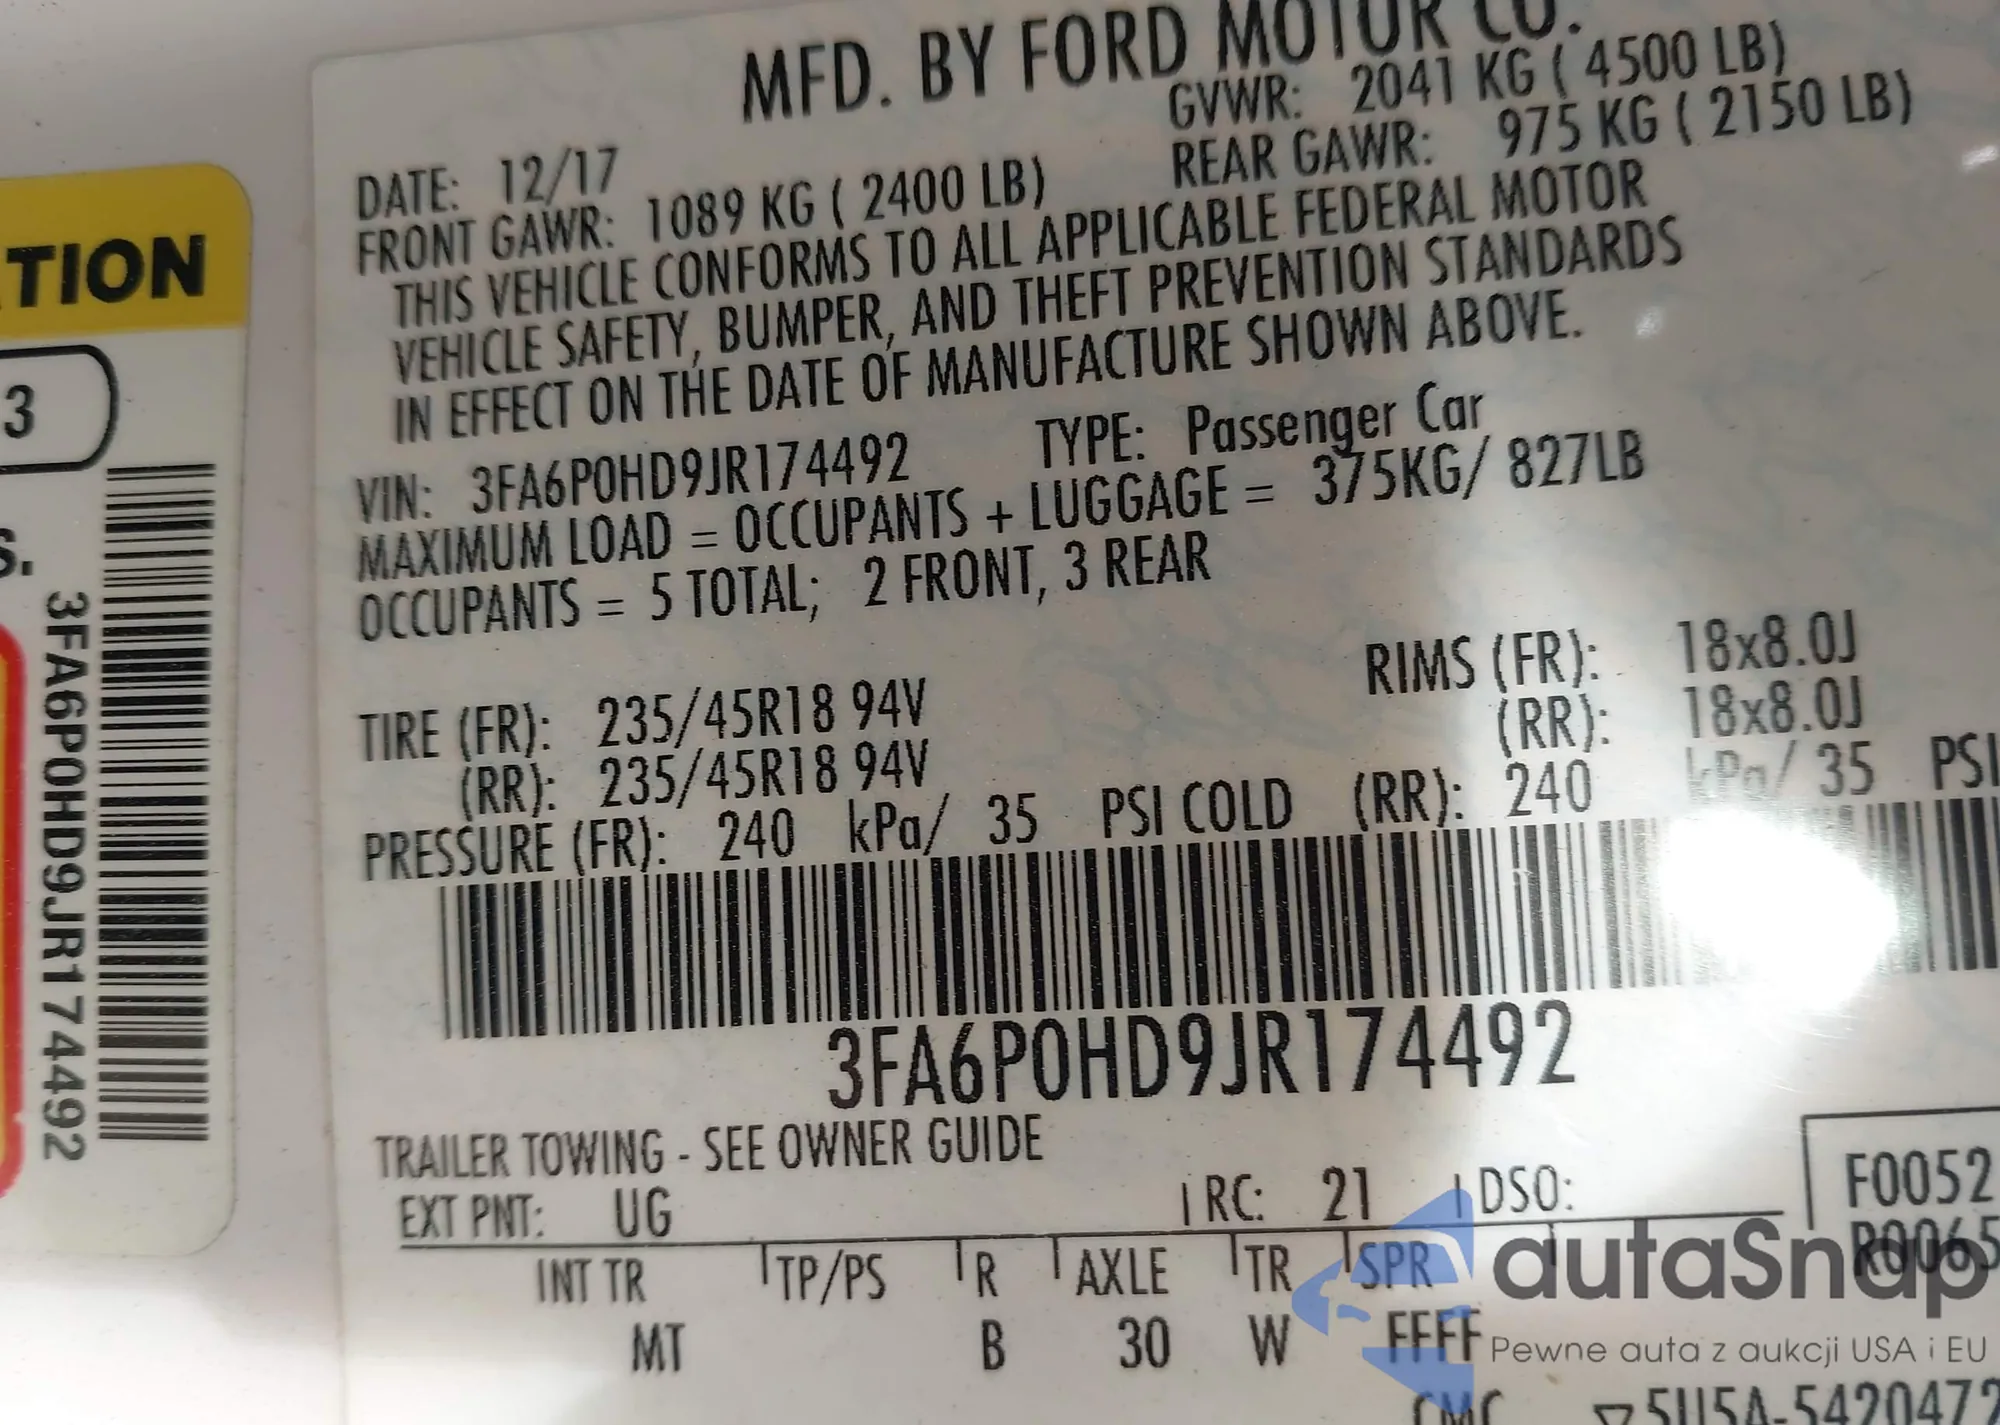 MFD. BY FORD MOTOR CO.
DATE: 12/17 GVWR: 2041 KG ( 4500 LB)
FRONT GAWR: 1089 KG ( 2400 LB) REAR GAWR: 975 KG ( 2150 LB)
THIS VEHICLE CONFORMS TO ALL APPLICABLE FEDERAL MOTOR
VEHICLE SAFETY, BUMPER, AND THEFT PREVENTION STANDARDS
IN EFFECT ON THE DATE OF MANUFACTURE SHOWN ABOVE.
VIN: 3FA6P0HD9JR174492 TYPE: Passenger Car
MAXIMUM LOAD = OCCUPANTS + LUGGAGE = 375KG/ 827LB
OCCUPANTS = 5 TOTAL; 2 FRONT, 3 REAR
TIRE (FR): 235/45R18 94V RIMS (FR): 18x8.0J
(RR): 235/45R18 94V (RR): 18x8.0J
PRESSURE (FR): 240 kPa/ 35 PSI COLD (RR): 240 kPa/ 35 PSI
3FA6P0HD9JR174492
TRAILER TOWING - SEE OWNER GUIDE
EXT PNT: UG RC: 21 DSO: F0052
R0065
INT TR TP/PS R AXLE TR SPR
MT B 30 W FFFF
5U5A-5420472
TION
3
S.
3FA6P0HD9JR174492
autaSnap
Pewne auta z aukcji USA i EU